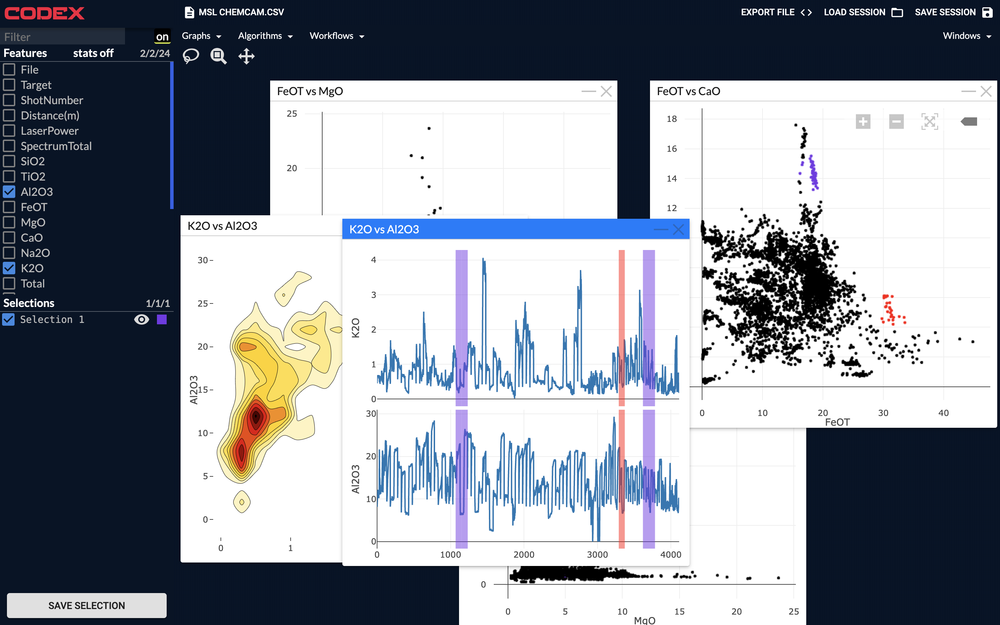 CODEX
MSL CHEMCAM.CSV
EXPORT FILE
LOAD SESSION
SAVE SESSION
Filter
on
Graphs
Algorithms
Workflows
Windows
Features stats off 2/2/24
File
Target
ShotNumber
Distance(m)
LaserPower
SpectrumTotal
SiO2
TiO2
Al2O3
FeOT
MgO
CaO
Na2O
K2O
Total
Selections 1/1/1
Selection 1
SAVE SELECTION
FeOT vs MgO
25
20
FeOT vs CaO
18
16
14
12
0 10 20 30 40
FeOT
K2O vs Al2O3
30
25
20
15
10
5
0
Al2O3
0 1
K2O vs Al2O3
4
3
2
1
0
K2O
30
20
10
0
Al2O3
0 1000 2000 3000 4000
0
0 5 10 15 20 25
MgO